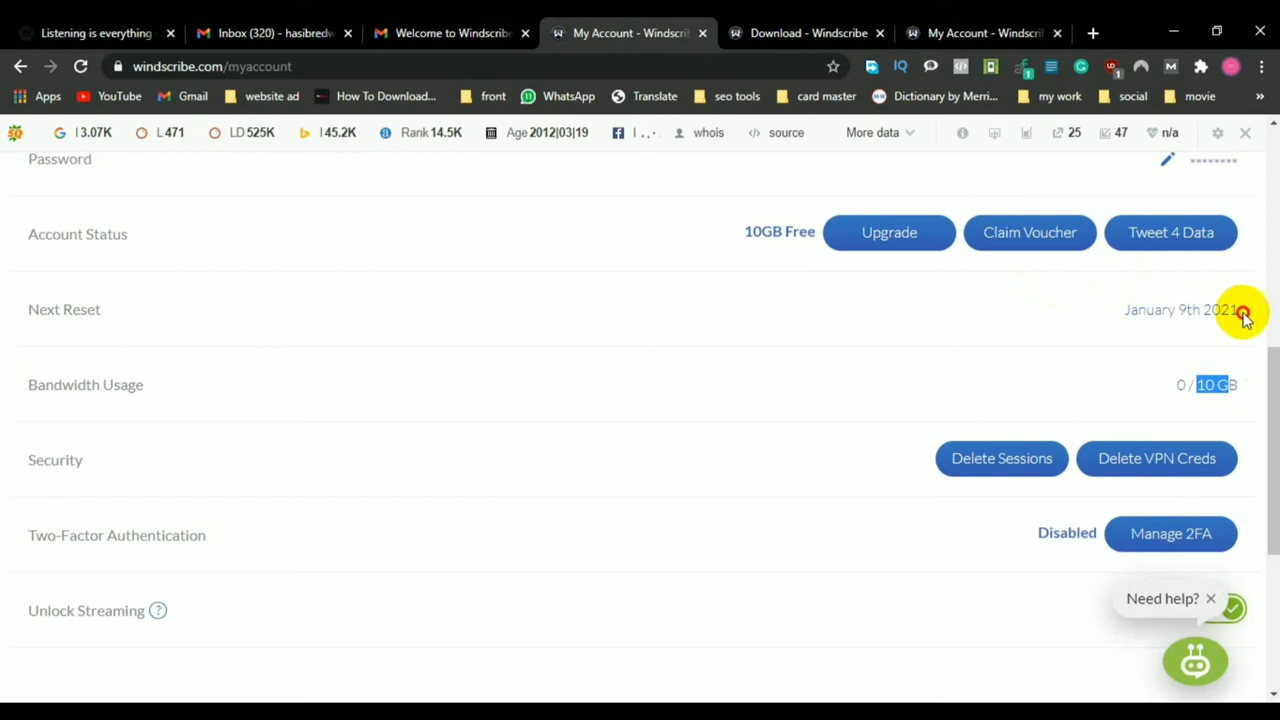 Listening is everything
Inbox (320) - hasibredw
Welcome to Windscribe
My Account - Windscri
Download - Windscribe
My Account - Windscri
windscribe.com/myaccount
Apps
YouTube
Gmail
website ad
How To Download...
front
WhatsApp
Translate
seo tools
card master
Dictionary by Merri...
my work
social
movie
»
I 3.07K
L 471
LD 525K
I 45.2K
Rank 14.5K
Age 2012|03|19
whois
source
More data
25
47
n/a
Password
--------
Account Status
10GB Free
Upgrade
Claim Voucher
Tweet 4 Data
Next Reset
January 9th 2021
Bandwidth Usage
0 / 10 GB
Security
Delete Sessions
Delete VPN Creds
Two-Factor Authentication
Disabled
Manage 2FA
Need help?
Unlock Streaming ?